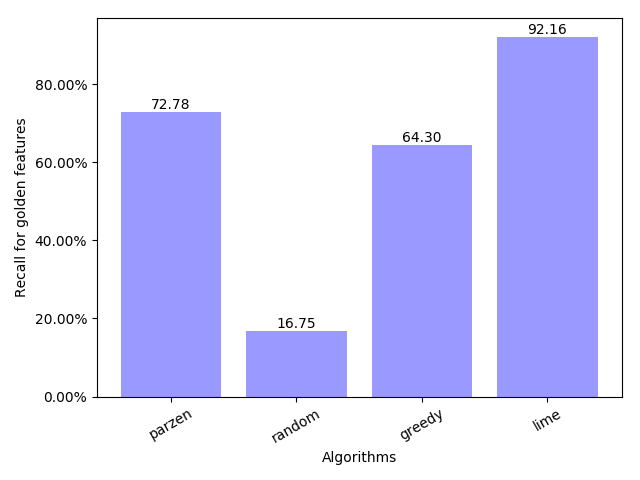 92.16
72.78
64.30
16.75
80.00%
60.00%
40.00%
20.00%
0.00%
Recall for golden features
parzen
random
greedy
lime
Algorithms